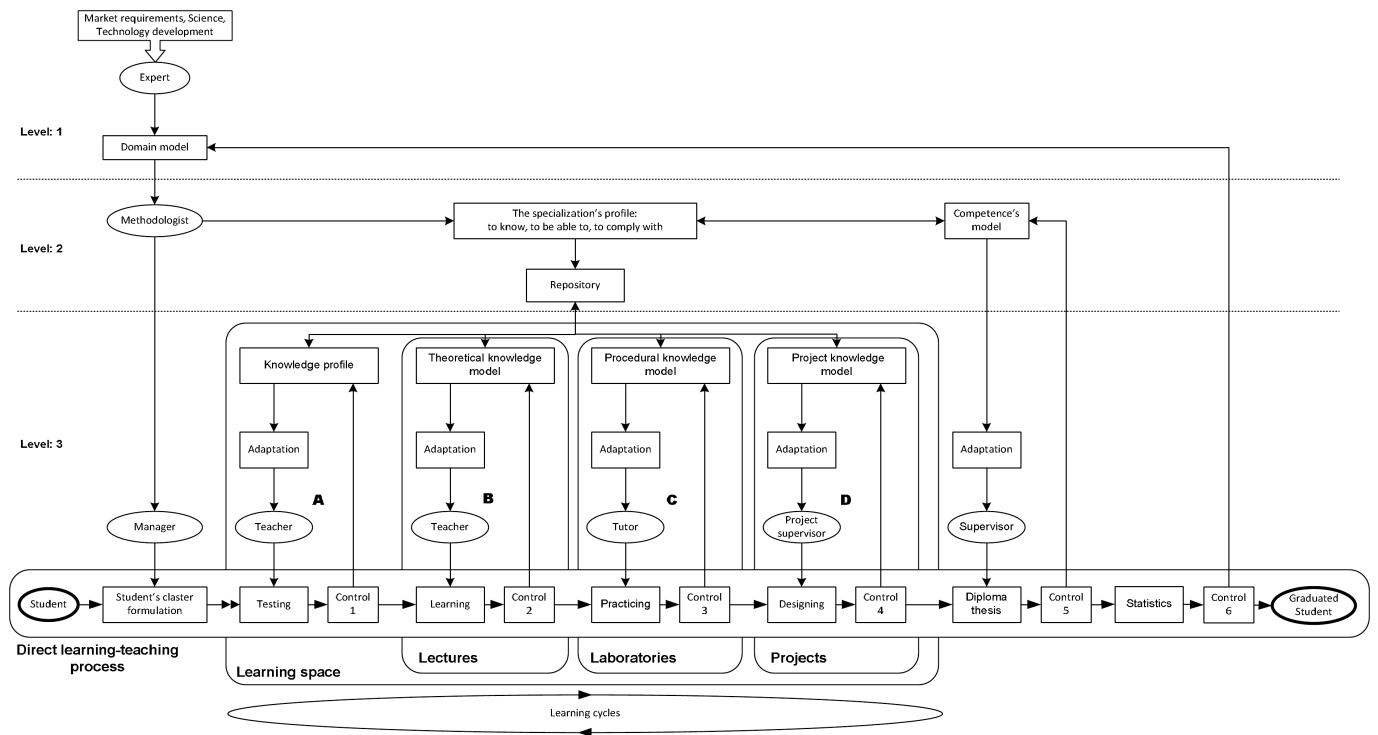 Market requirements, Science,
Technology development
Expert
Level: 1
Domain model
Methodologist
The specialization's profile:
to know, to be able to, to comply with
Competence's
model
Level: 2
Repository
Knowledge profile
Theoretical knowledge
model
Procedural knowledge
model
Project knowledge
model
Level: 3
Adaptation
Adaptation
Adaptation
Adaptation
Adaptation
A
B
C
D
Manager
Teacher
Teacher
Tutor
Project
supervisor
Supervisor
Student
Student's claster
formulation
Testing
Control
1
Learning
Control
2
Practicing
Control
3
Designing
Control
4
Diploma
thesis
Control
5
Statistics
Control
6
Graduated
Student
Direct learning-teaching
process
Learning space
Lectures
Laboratories
Projects
Learning cycles